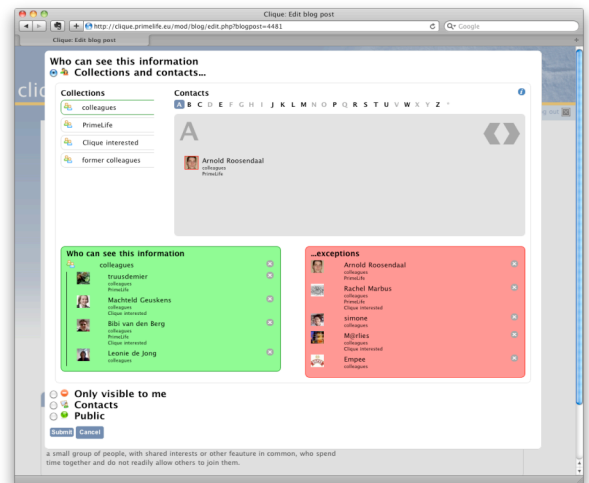 Clique: Edit blog post
http://clique.primelife.eu/mod/blog/edit.php?blogpost=4481
Google
Clique: Edit blog post
Who can see this information
Collections and contacts...
Collections
colleagues
PrimeLife
Clique interested
former colleagues
Contacts
A B C D E F G H I J K L M N O P Q R S T U V W X Y Z *
A
Arnold Roosendaal
colleagues
PrimeLife
Who can see this information
colleagues
truusdemier
colleagues
PrimeLife
Machteld Geuskens
colleagues
Clique interested
Bibi van den Berg
colleagues
PrimeLife
Clique interested
Leonie de Jong
colleagues
...exceptions
Arnold Roosendaal
colleagues
PrimeLife
Rachel Marbus
colleagues
PrimeLife
Clique interested
simone
colleagues
Clique interested
M@rlies
colleagues
Clique interested
Empee
colleagues
Only visible to me
Contacts
Public
Submit Cancel
a small group of people, with shared interests or other feauture in common, who spend
time together and do not readily allow others to join them.